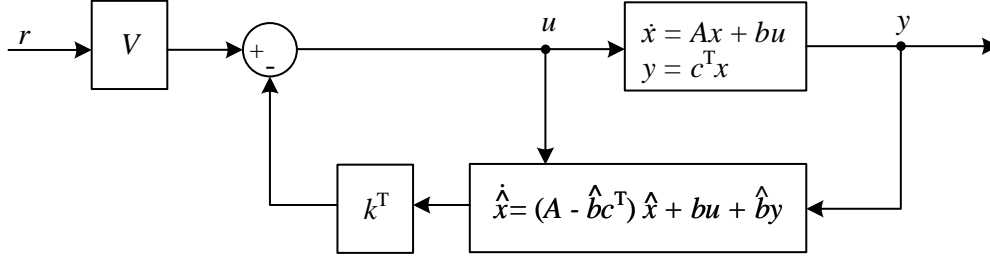 r
V
+
-
u
ẋ = Ax + bu
y = cᵀx
y
kᵀ
x̂̇ = (A - b̂cᵀ) x̂ + bu + b̂y